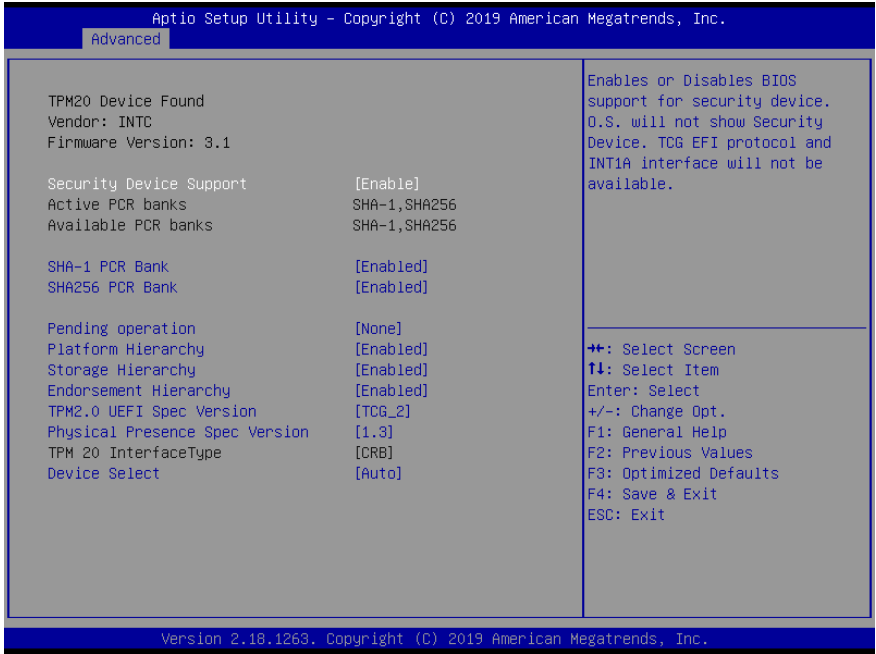 Aptio Setup Utility – Copyright (C) 2019 American Megatrends, Inc.
Advanced
TPM20 Device Found
Vendor: INTC
Firmware Version: 3.1
Security Device Support [Enable]
Active PCR banks SHA-1,SHA256
Available PCR banks SHA-1,SHA256
SHA-1 PCR Bank [Enabled]
SHA256 PCR Bank [Enabled]
Pending operation [None]
Platform Hierarchy [Enabled]
Storage Hierarchy [Enabled]
Endorsement Hierarchy [Enabled]
TPM2.0 UEFI Spec Version [TCG_2]
Physical Presence Spec Version [1.3]
TPM 20 InterfaceType [CRB]
Device Select [Auto]
Enables or Disables BIOS
support for security device.
O.S. will not show Security
Device. TCG EFI protocol and
INT1A interface will not be
available.
→←: Select Screen
↑↓: Select Item
Enter: Select
+/-: Change Opt.
F1: General Help
F2: Previous Values
F3: Optimized Defaults
F4: Save & Exit
ESC: Exit
Version 2.18.1263. Copyright (C) 2019 American Megatrends, Inc.